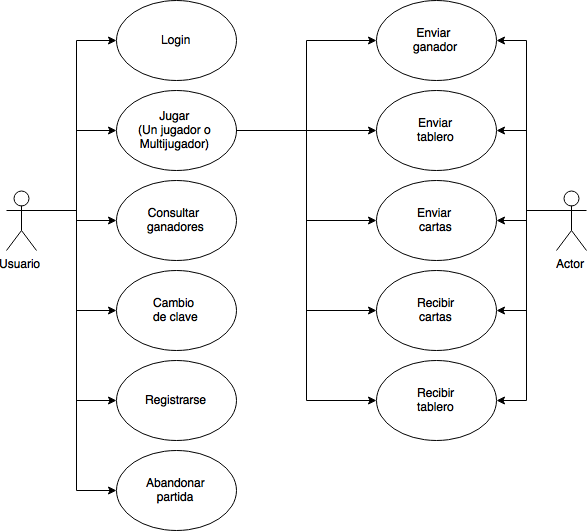 Login
Jugar
(Un jugador o
Multijugador)
Consultar
ganadores
Cambio
de clave
Registrarse
Abandonar
partida
Usuario
Enviar
ganador
Enviar
tablero
Enviar
cartas
Recibir
cartas
Recibir
tablero
Actor